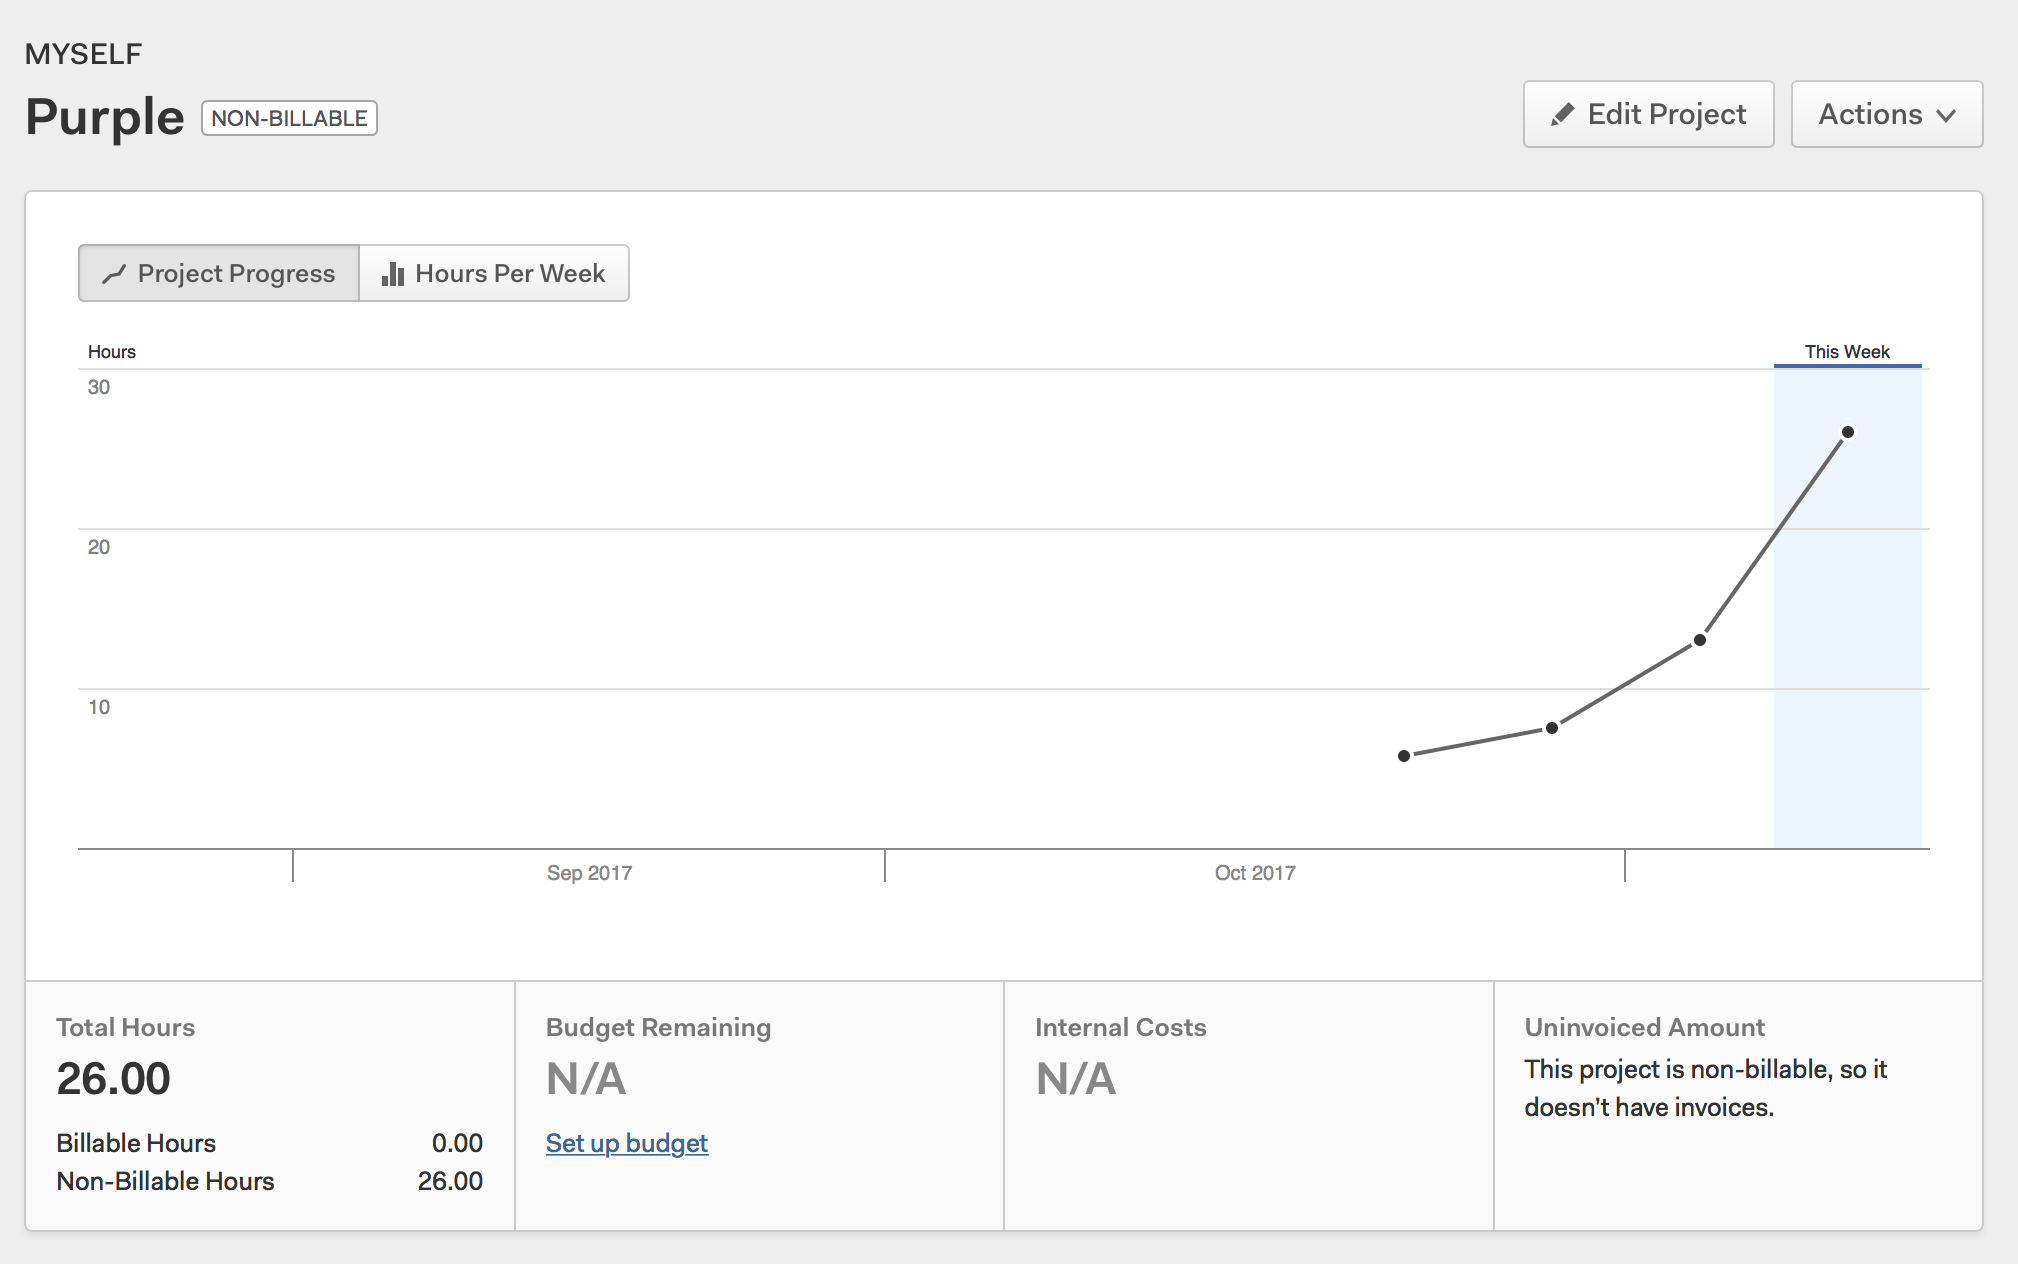 MYSELF
Purple NON-BILLABLE
Edit Project
Actions
Project Progress
Hours Per Week
Hours
This Week
30
20
10
Sep 2017
Oct 2017
Total Hours
26.00
Billable Hours 0.00
Non-Billable Hours 26.00
Budget Remaining
N/A
Set up budget
Internal Costs
N/A
Uninvoiced Amount
This project is non-billable, so it
doesn't have invoices.